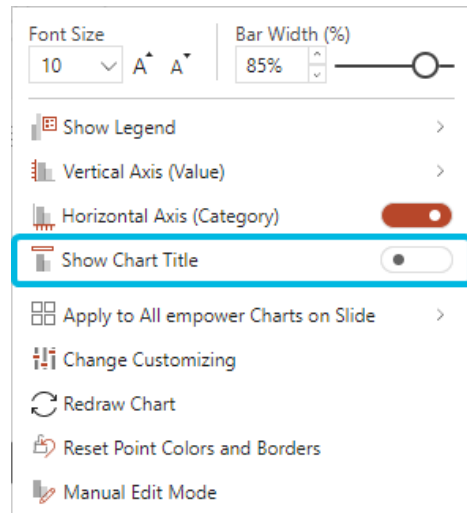 Font Size Bar Width (%)
10 A A 85%
Show Legend
Vertical Axis (Value)
Horizontal Axis (Category)
Show Chart Title
Apply to All empower Charts on Slide
Change Customizing
Redraw Chart
Reset Point Colors and Borders
Manual Edit Mode